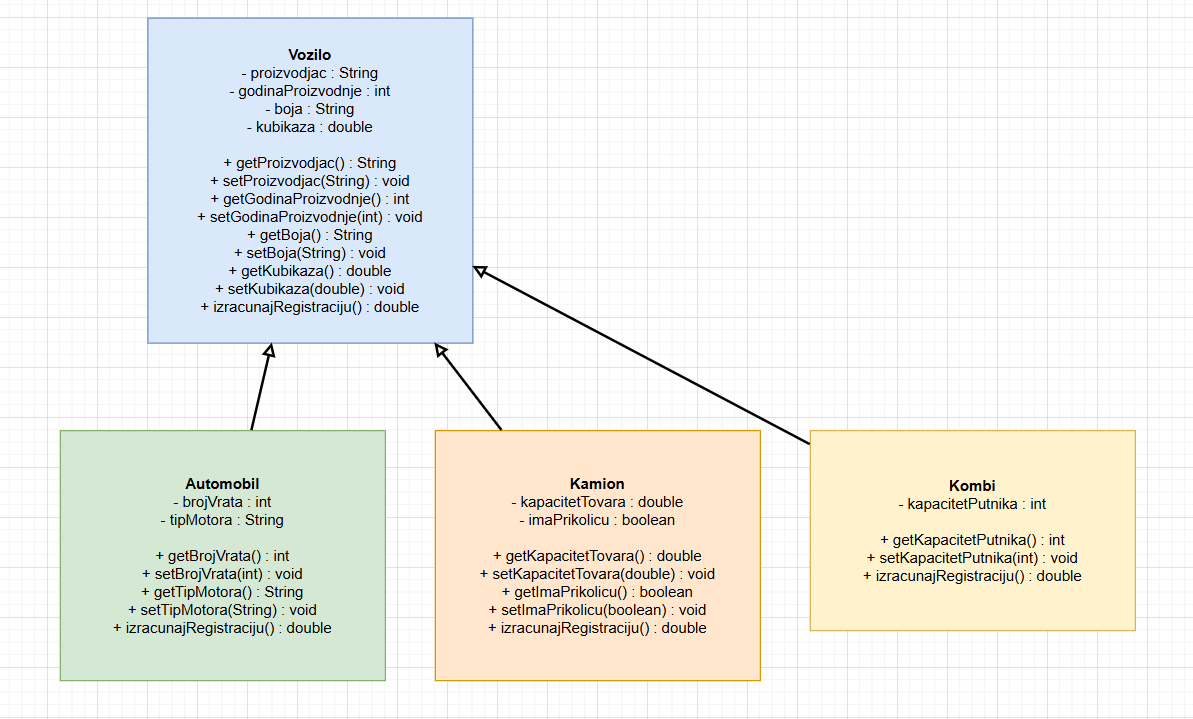 Vozilo
- proizvodjac : String
- godinaProizvodnje : int
- boja : String
- kubikaza : double
+ getProizvodjac() : String
+ setProizvodjac(String) : void
+ getGodinaProizvodnje() : int
+ setGodinaProizvodnje(int) : void
+ getBoja() : String
+ setBoja(String) : void
+ getKubikaza() : double
+ setKubikaza(double) : void
+ izracunajRegistraciju() : double
Automobil
- brojVrata : int
- tipMotora : String
+ getBrojVrata() : int
+ setBrojVrata(int) : void
+ getTipMotora() : String
+ setTipMotora(String) : void
+ izracunajRegistraciju() : double
Kamion
- kapacitetTovara : double
- imaPrikolicu : boolean
+ getKapacitetTovara() : double
+ setKapacitetTovara(double) : void
+ getImaPrikolicu() : boolean
+ setImaPrikolicu(boolean) : void
+ izracunajRegistraciju() : double
Kombi
- kapacitetPutnika : int
+ getKapacitetPutnika() : int
+ setKapacitetPutnika(int) : void
+ izracunajRegistraciju() : double